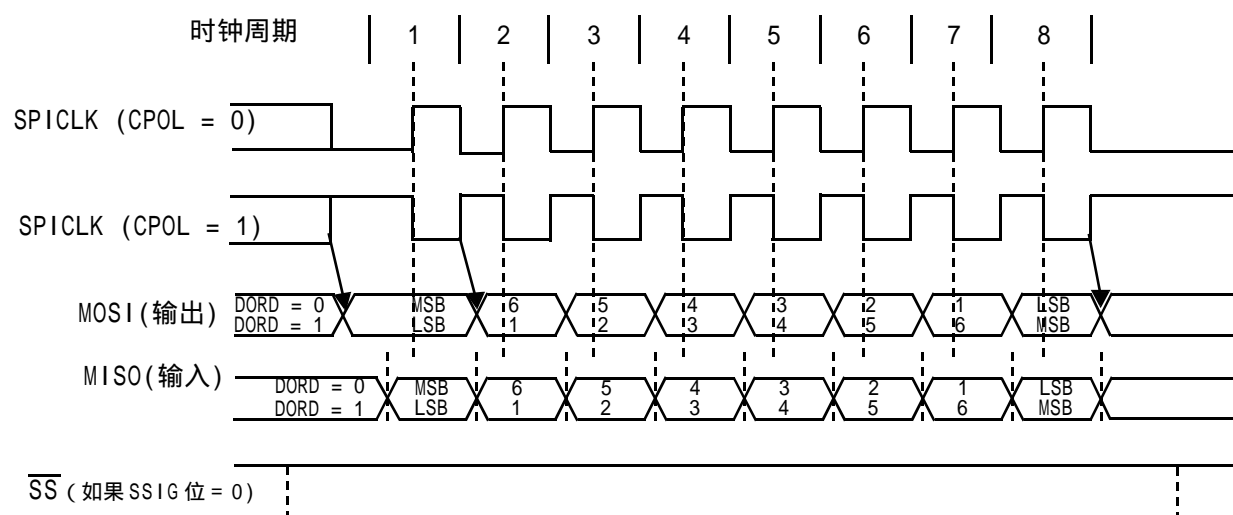 时钟周期 1 2 3 4 5 6 7 8
SPICLK (CPOL = 0)
SPICLK (CPOL = 1)
MOSI(输出) DORD = 0 MSB 6 5 4 3 2 1 LSB
DORD = 1 LSB 1 2 3 4 5 6 MSB
MISO(输入) DORD = 0 MSB 6 5 4 3 2 1 LSB
DORD = 1 LSB 1 2 3 4 5 6 MSB
SS (如果SSIG位= 0)